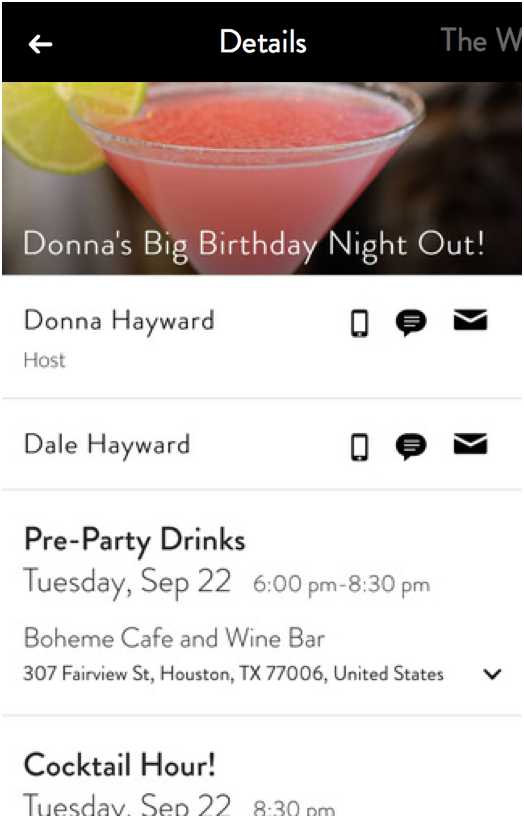 Details
The W
Donna's Big Birthday Night Out!
Donna Hayward
Host
Dale Hayward
Pre-Party Drinks
Tuesday, Sep 22 6:00 pm-8:30 pm
Boheme Cafe and Wine Bar
307 Fairview St, Houston, TX 77006, United States
Cocktail Hour!
Tuesday, Sep 22 8:30 pm